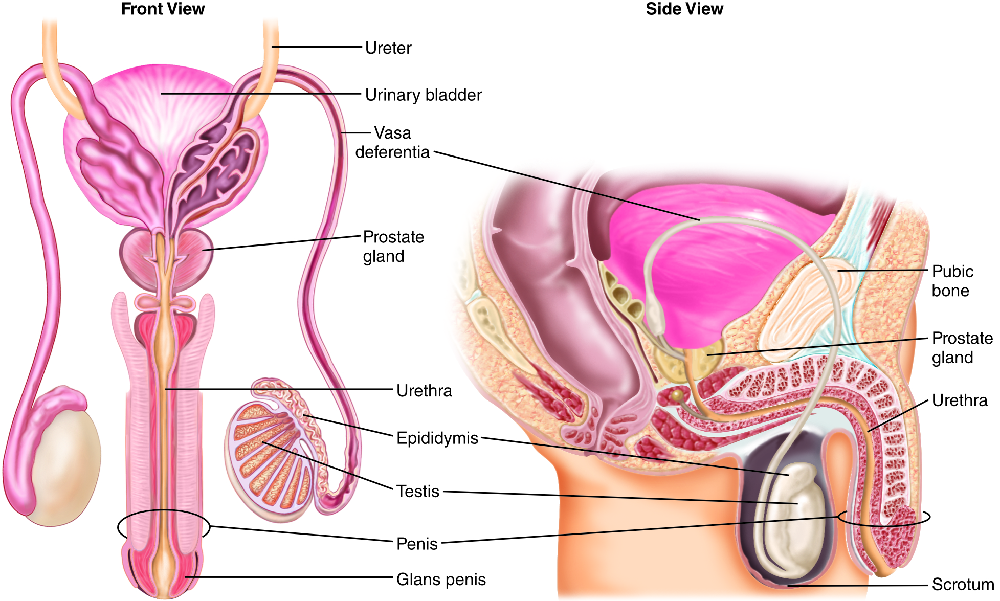 Front View
Side View
Ureter
Urinary bladder
Vasa
deferentia
Prostate
gland
Urethra
Epididymis
Testis
Penis
Glans penis
Pubic
bone
Prostate
gland
Urethra
Scrotum